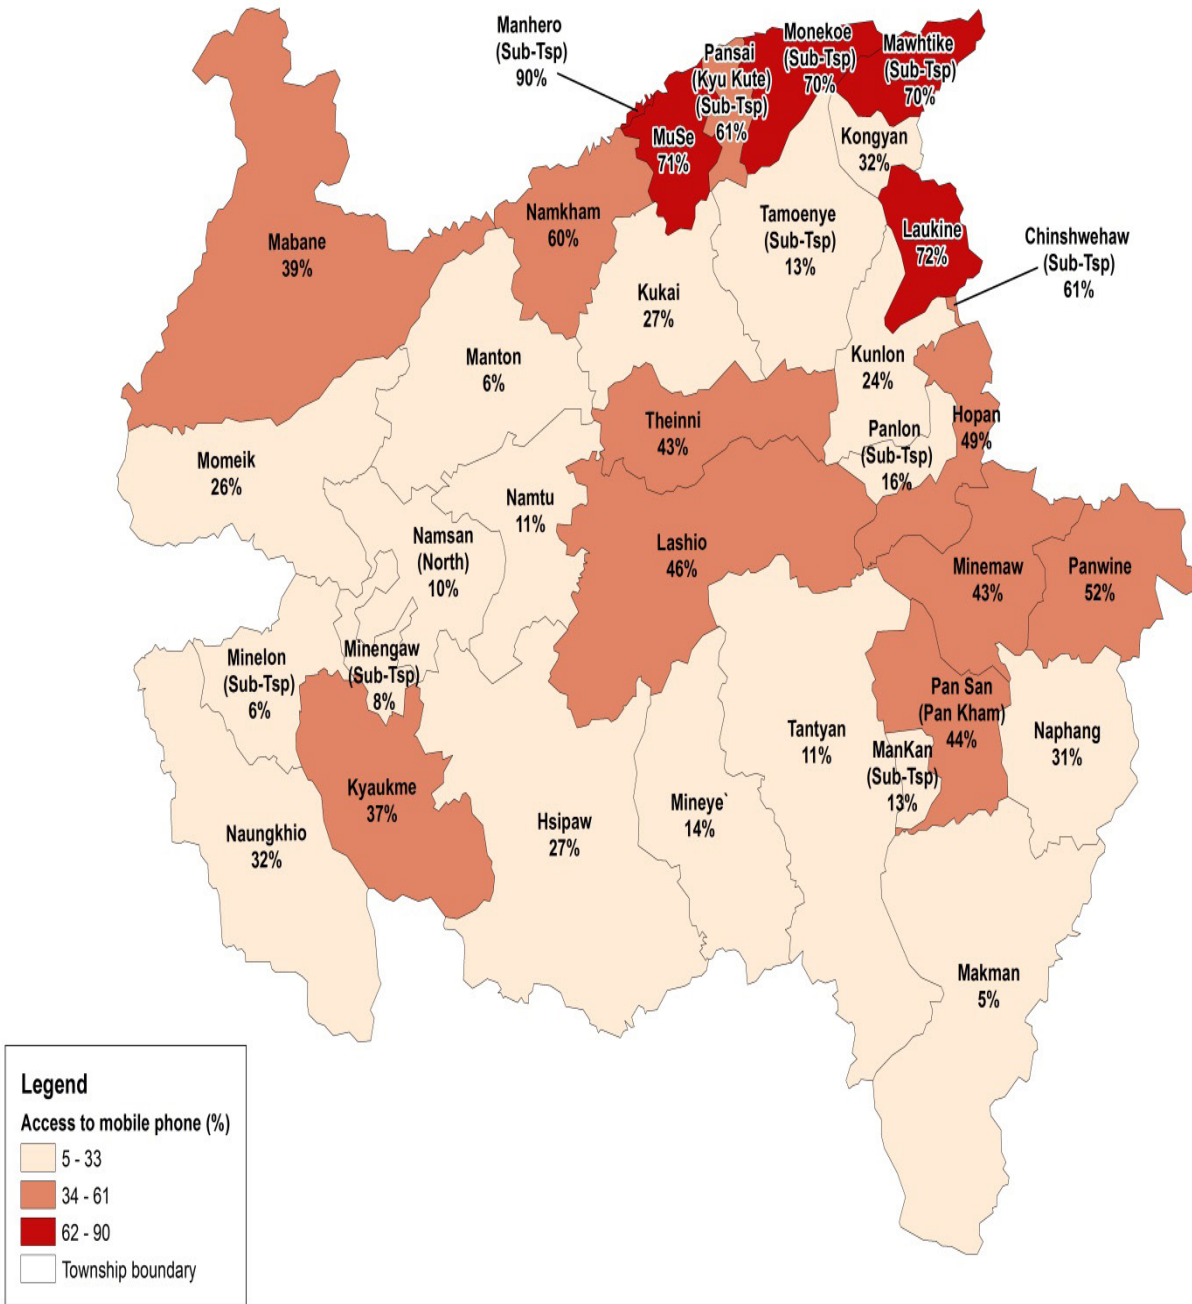 Manhero
(Sub-Tsp)
90%
Pansai
(Kyu Kute)
(Sub-Tsp)
61%
Monekoe
(Sub-Tsp)
70%
Mawhtike
(Sub-Tsp)
70%
MuSe
71%
Kongyan
32%
Namkham
60%
Tamoenye
(Sub-Tsp)
13%
Laukine
72%
Chinshwehaw
(Sub-Tsp)
61%
Mabane
39%
Kukai
27%
Manton
6%
Kunlon
24%
Theinni
43%
Hopan
49%
Panlon
(Sub-Tsp)
16%
Momeik
26%
Namtu
11%
Namsan
(North)
10%
Lashio
46%
Minemaw
43%
Panwine
52%
Minelon
(Sub-Tsp)
6%
Minengaw
(Sub-Tsp)
8%
Pan San
(Pan Kham)
44%
Tantyan
11%
ManKan
(Sub-Tsp)
13%
Naphang
31%
Kyaukme
37%
Mineye`
14%
Hsipaw
27%
Naungkhio
32%
Makman
5%
Legend
Access to mobile phone (%)
5 - 33
34 - 61
62 - 90
Township boundary